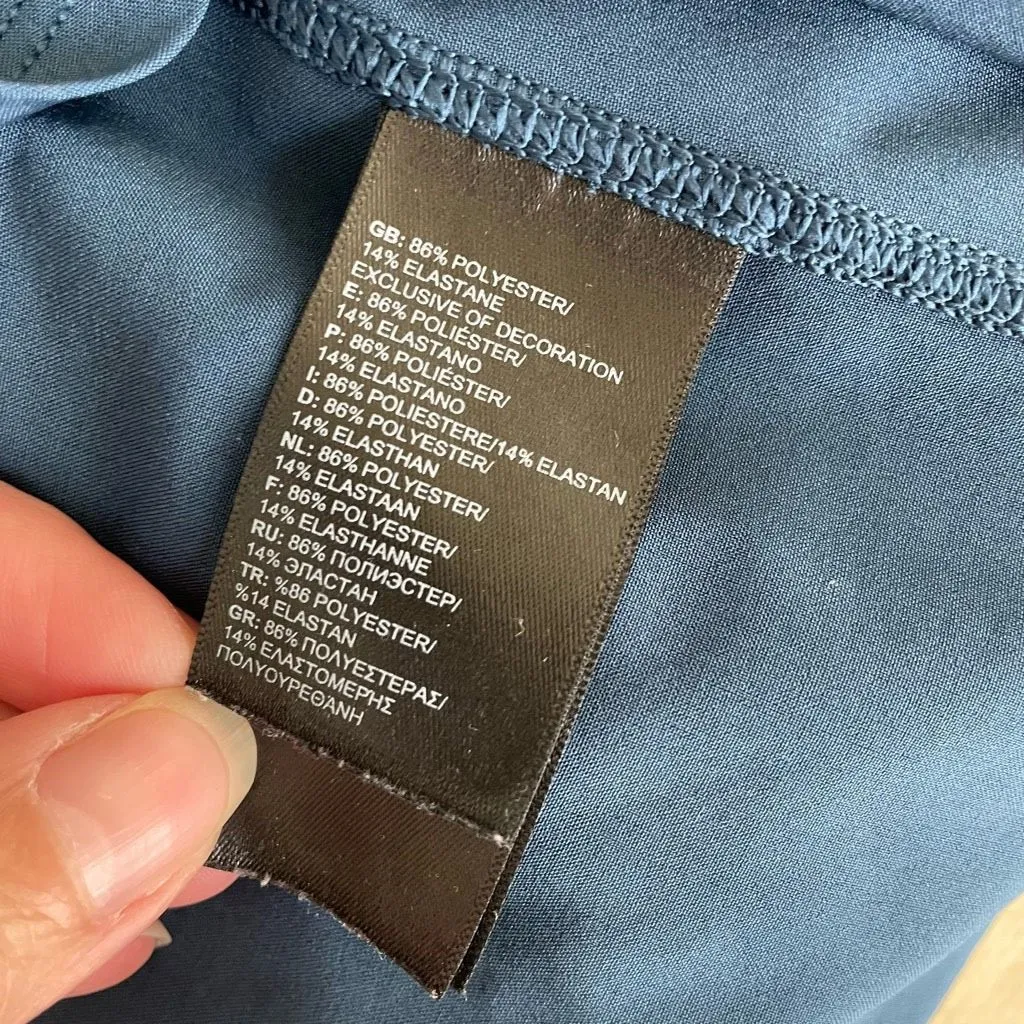 GB: 86% POLYESTER/
14% ELASTANE
EXCLUSIVE OF DECORATION
E: 86% POLIÉSTER/
14% ELASTANO
P: 86% POLIÉSTER/
14% ELASTANO
I: 86% POLIESTERE/14% ELASTAN
D: 86% POLYESTER/
14% ELASTHAN
NL: 86% POLYESTER/
14% ELASTAAN
F: 86% POLYESTER/
14% ELASTHANNE
RU: 86% ПОЛИЭСТЕР/
14% ЭЛАСТАН
TR: %86 POLYESTER/
%14 ELASTAN
GR: 86% ΠΟΛΥΕΣΤΕΡΑΣ/
14% ΕΛΑΣΤΟΜΕΡΉΣ
ΠΟΛΥΟΥΡΕΘΆΝΗ